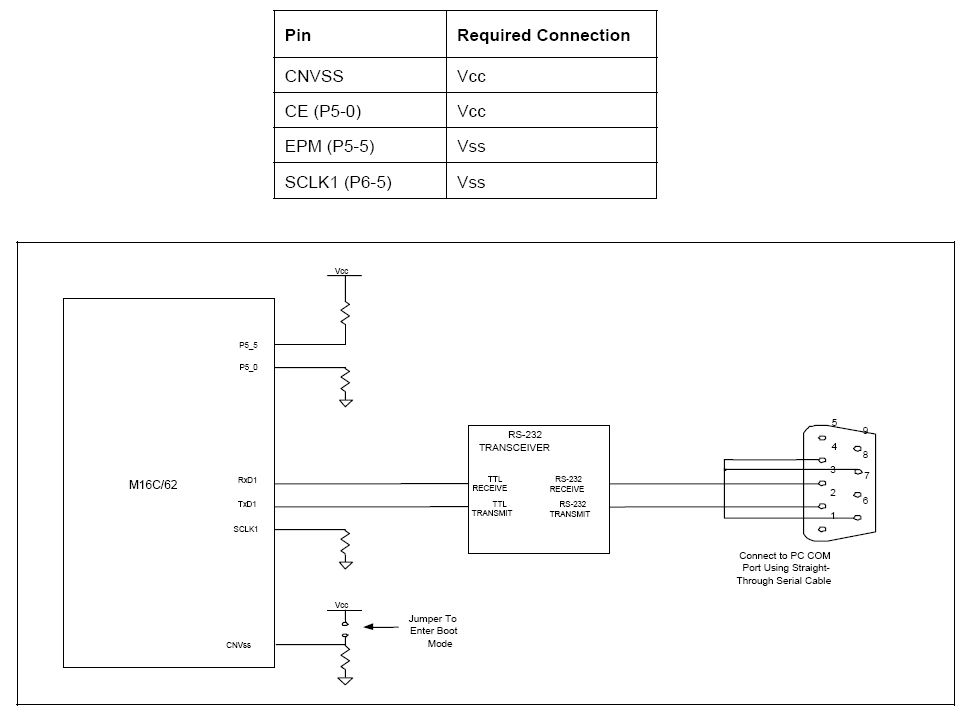 Pin Required Connection
CNVSS Vcc
CE (P5-0) Vcc
EPM (P5-5) Vss
SCLK1 (P6-5) Vss
Vcc
P5_5
P5_0
M16C/62
RxD1
TxD1
SCLK1
CNVss
RS-232
TRANSCEIVER
TTL
RECEIVE
RS-232
RECEIVE
TTL
TRANSMIT
RS-232
TRANSMIT
5
9
4
8
3
7
2
6
1
Connect to PC COM
Port Using Straight-
Through Serial Cable
Vcc
Jumper To
Enter Boot
Mode